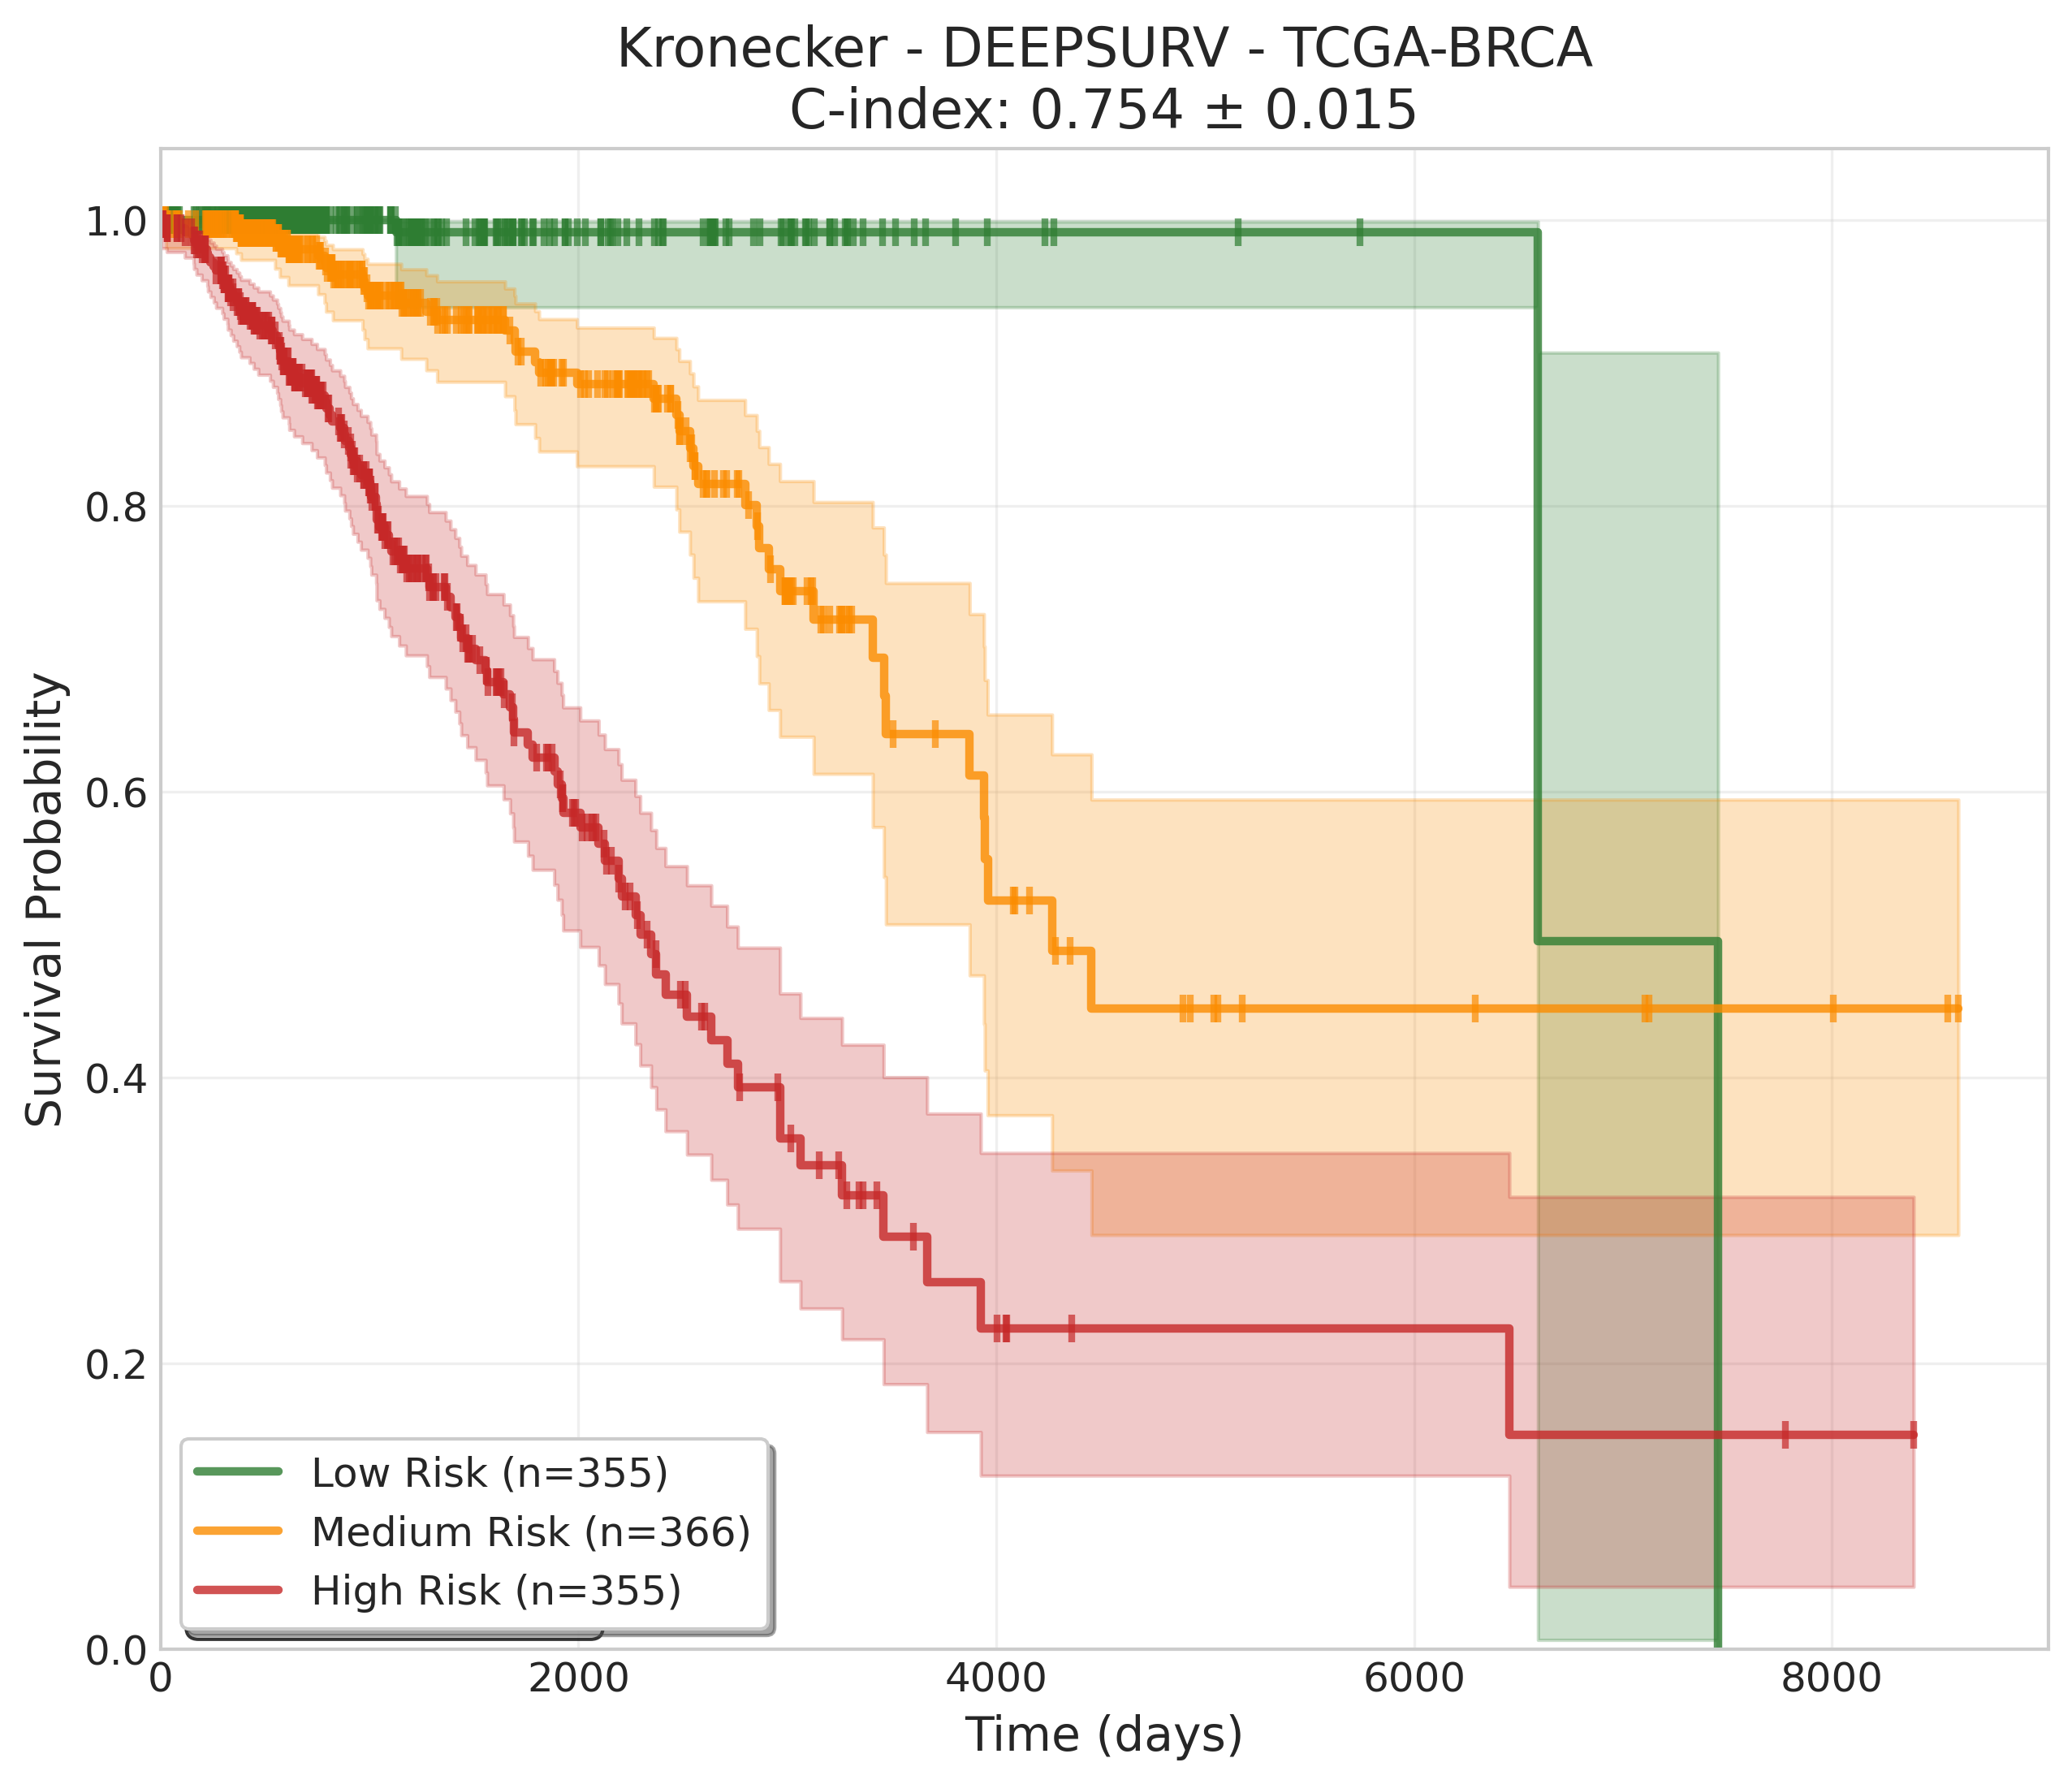 Kronecker - DEEPSURV - TCGA-BRCA
C-index: 0.754 ± 0.015
Survival Probability
1.0
0.8
0.6
0.4
0.2
0.0
Low Risk (n=355)
Medium Risk (n=366)
High Risk (n=355)
0 2000 4000 6000 8000
Time (days)